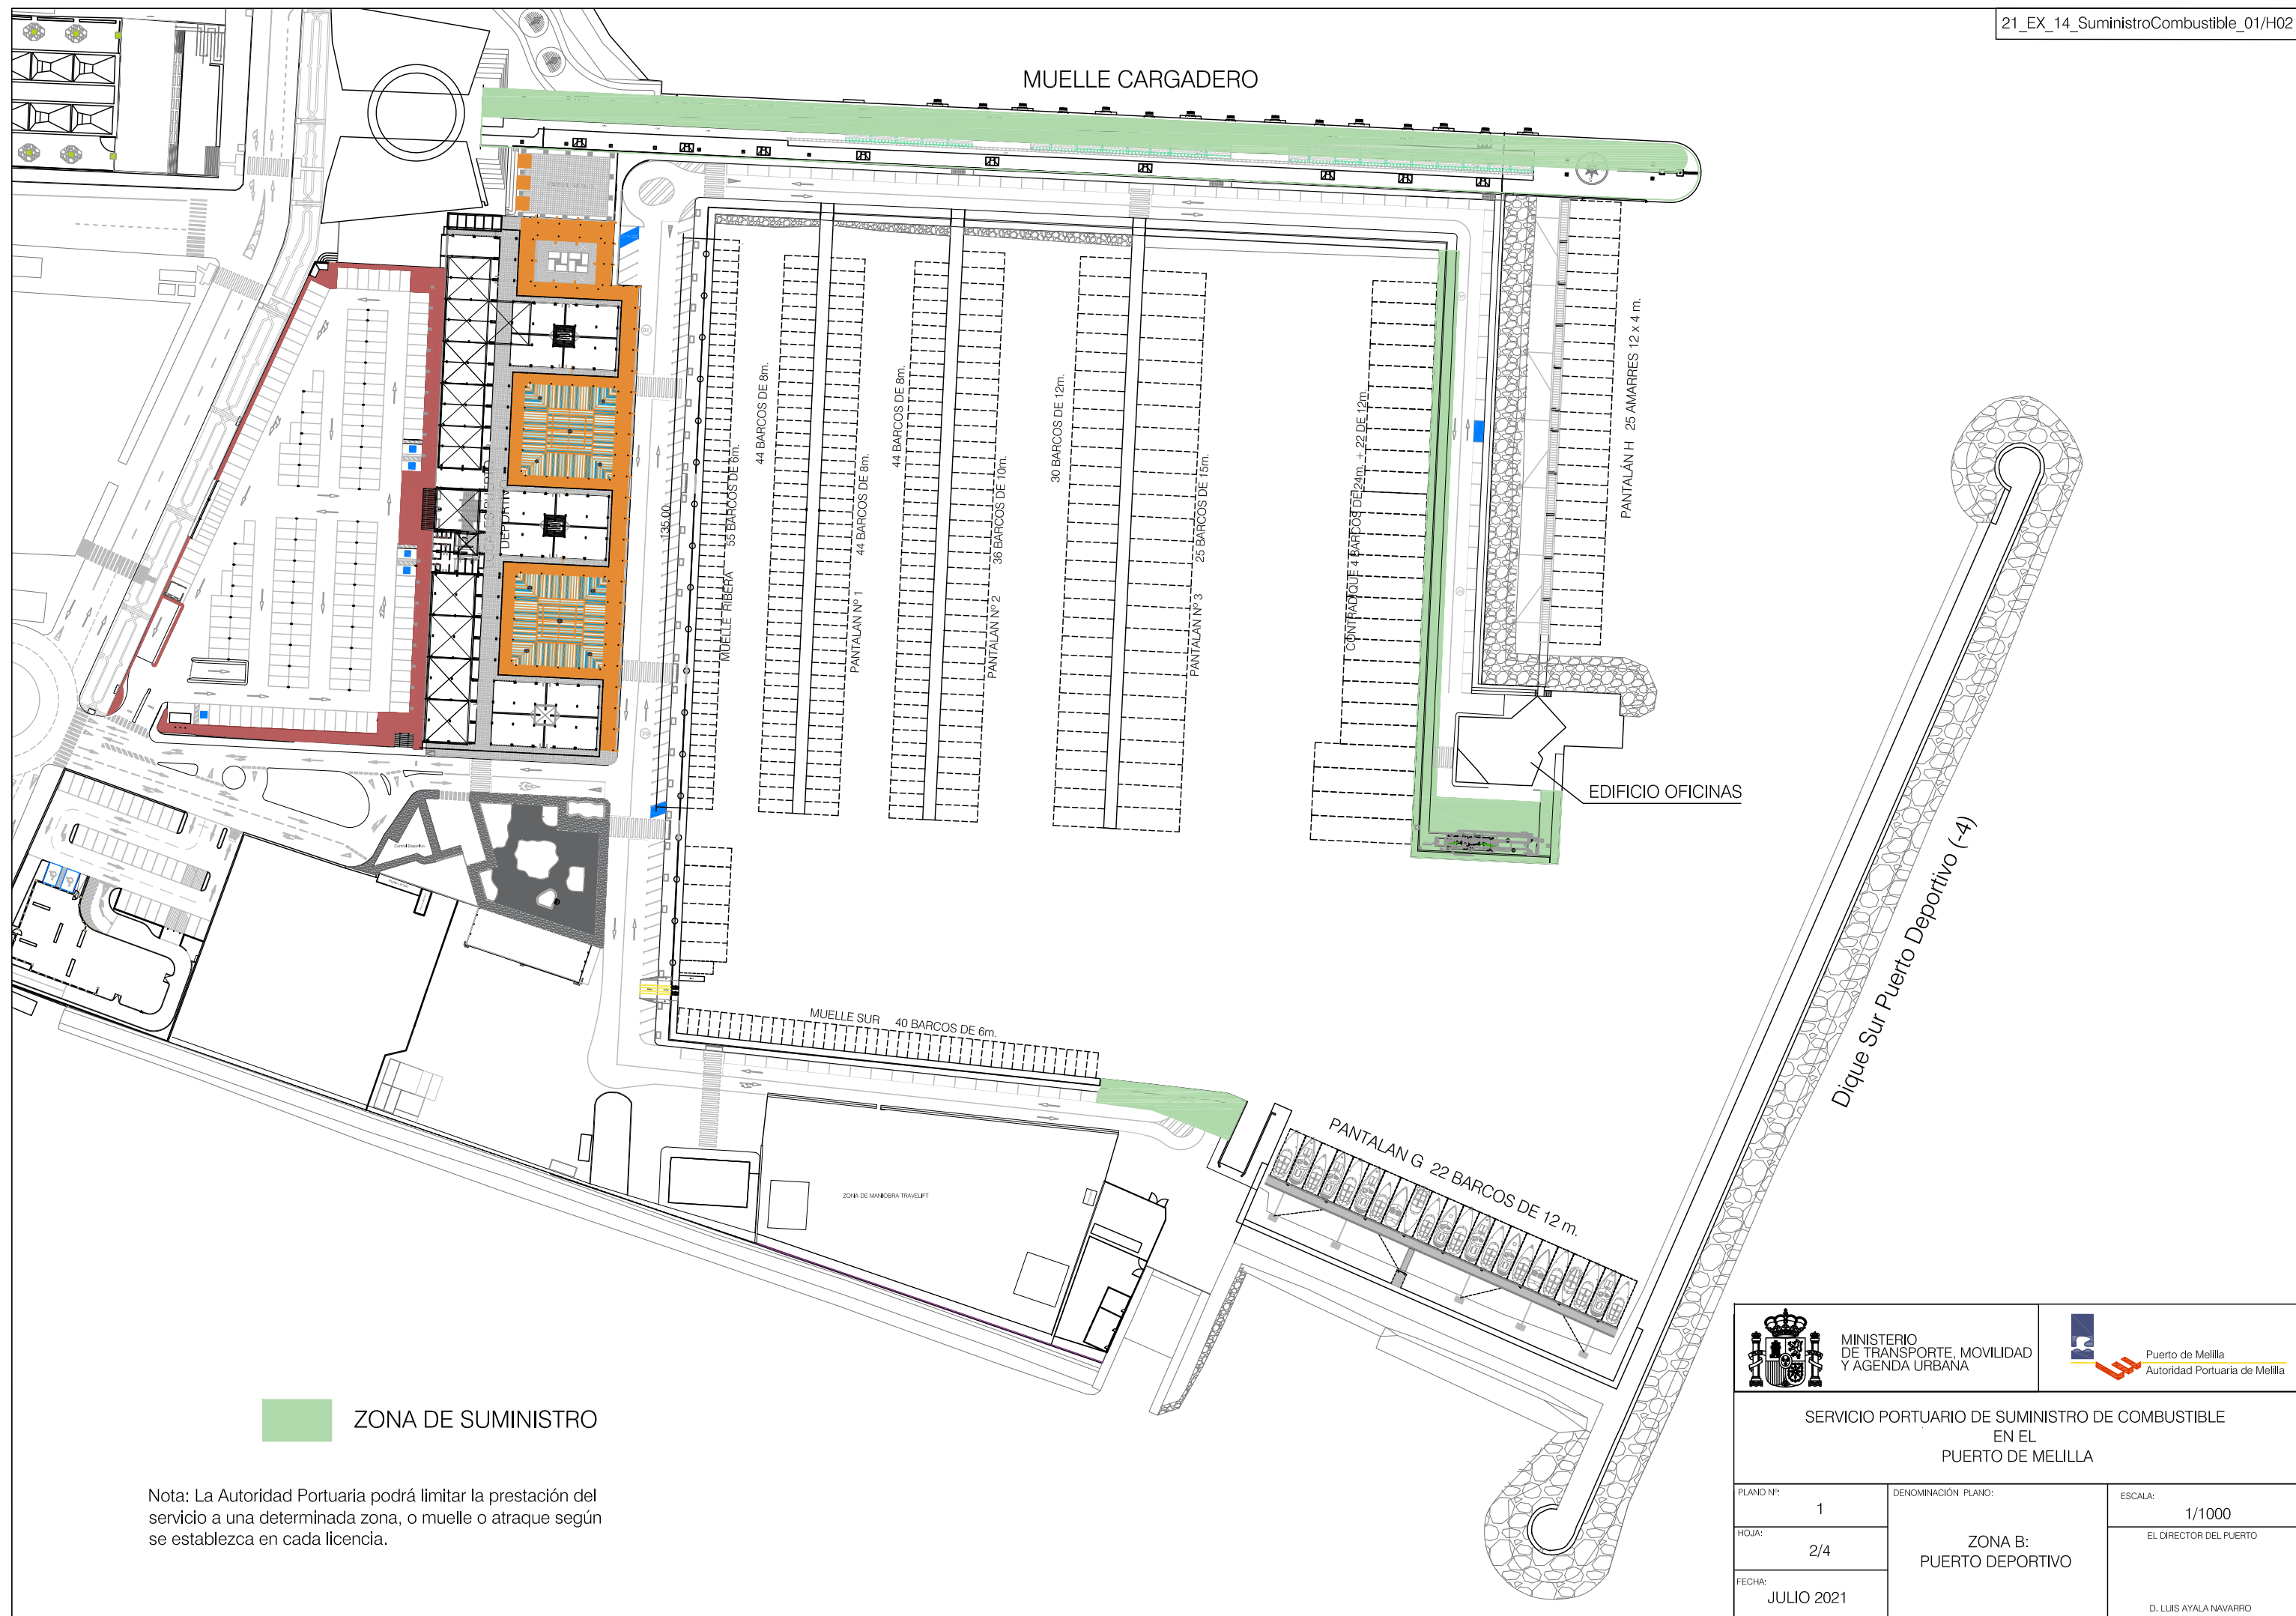 21_EX_14_SuministroCombustible_01/H02
MUELLE CARGADERO
MUELLE RIBERA 55 BARCOS DE 6m.
135.00
44 BARCOS DE 8m.
PANTALAN Nº 1 44 BARCOS DE 8m.
44 BARCOS DE 8m.
PANTALAN Nº 2 36 BARCOS DE 10m.
30 BARCOS DE 12m.
PANTALAN Nº 3 25 BARCOS DE 15m.
CONTRADIQUE 4 BARCOS DE 24m. + 22 DE 12m.
PANTALÁN H 25 AMARRES 12 x 4 m.
EDIFICIO OFICINAS
Dique Sur Puerto Deportivo (-4)
MUELLE SUR 40 BARCOS DE 6m.
PANTALAN G 22 BARCOS DE 12 m.
ZONA DE MANIOBRA TRAVELIFT
ZONA DE SUMINISTRO
Nota: La Autoridad Portuaria podrá limitar la prestación del
servicio a una determinada zona, o muelle o atraque según
se establezca en cada licencia.
MINISTERIO
DE TRANSPORTE, MOVILIDAD
Y AGENDA URBANA
Puerto de Melilla
Autoridad Portuaria de Melilla
SERVICIO PORTUARIO DE SUMINISTRO DE COMBUSTIBLE
EN EL
PUERTO DE MELILLA
PLANO Nº:
1
HOJA:
2/4
FECHA:
JULIO 2021
DENOMINACIÓN PLANO:
ZONA B:
PUERTO DEPORTIVO
ESCALA:
1/1000
EL DIRECTOR DEL PUERTO
D. LUIS AYALA NAVARRO